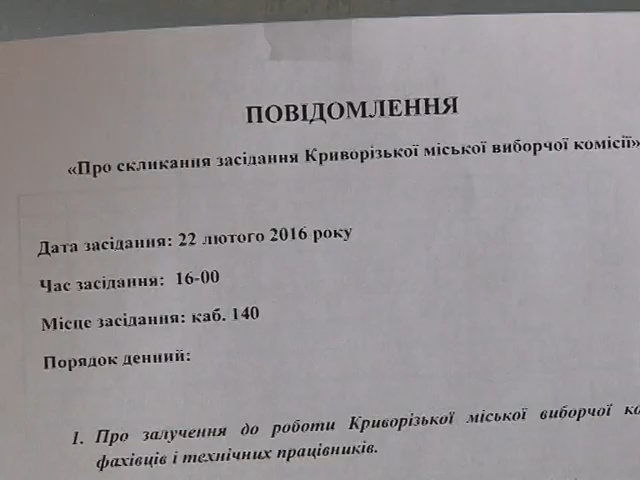 ПОВІДОМЛЕННЯ
«Про скликання засідання Криворізької міської виборчої комісії»
Дата засідання: 22 лютого 2016 року
Час засідання: 16-00
Місце засідання: каб. 140
Порядок денний:
1. Про залучення до роботи Криворізької міської виборчої
фахівців і технічних працівників.